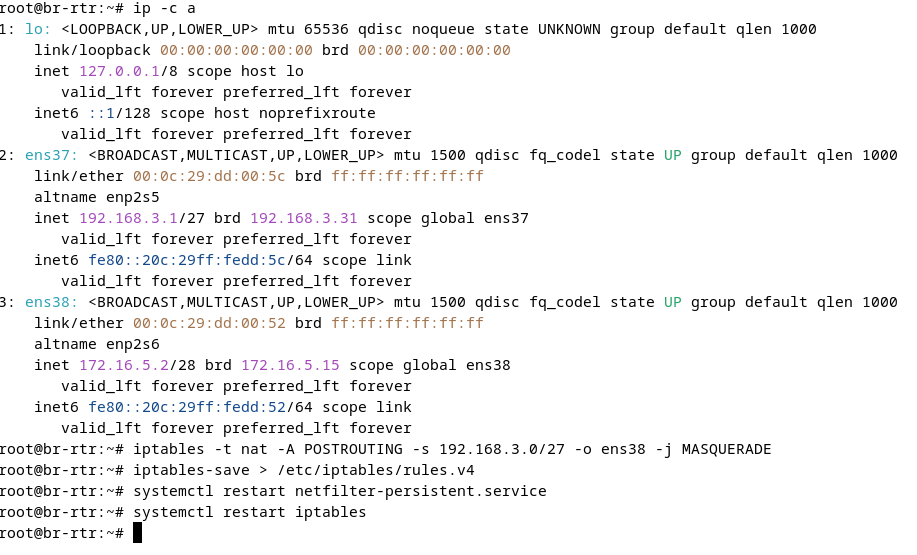 root@br-rtr:~# ip -c a
1: lo: <LOOPBACK,UP,LOWER_UP> mtu 65536 qdisc noqueue state UNKNOWN group default qlen 1000
    link/loopback 00:00:00:00:00:00 brd 00:00:00:00:00:00
    inet 127.0.0.1/8 scope host lo
       valid_lft forever preferred_lft forever
    inet6 ::1/128 scope host noprefixroute
       valid_lft forever preferred_lft forever
2: ens37: <BROADCAST,MULTICAST,UP,LOWER_UP> mtu 1500 qdisc fq_codel state UP group default qlen 1000
    link/ether 00:0c:29:dd:00:5c brd ff:ff:ff:ff:ff:ff
    altname enp2s5
    inet 192.168.3.1/27 brd 192.168.3.31 scope global ens37
       valid_lft forever preferred_lft forever
    inet6 fe80::20c:29ff:fedd:5c/64 scope link
       valid_lft forever preferred_lft forever
3: ens38: <BROADCAST,MULTICAST,UP,LOWER_UP> mtu 1500 qdisc fq_codel state UP group default qlen 1000
    link/ether 00:0c:29:dd:00:52 brd ff:ff:ff:ff:ff:ff
    altname enp2s6
    inet 172.16.5.2/28 brd 172.16.5.15 scope global ens38
       valid_lft forever preferred_lft forever
    inet6 fe80::20c:29ff:fedd:52/64 scope link
       valid_lft forever preferred_lft forever
root@br-rtr:~# iptables -t nat -A POSTROUTING -s 192.168.3.0/27 -o ens38 -j MASQUERADE
root@br-rtr:~# iptables-save > /etc/iptables/rules.v4
root@br-rtr:~# systemctl restart netfilter-persistent.service
root@br-rtr:~# systemctl restart iptables
root@br-rtr:~#